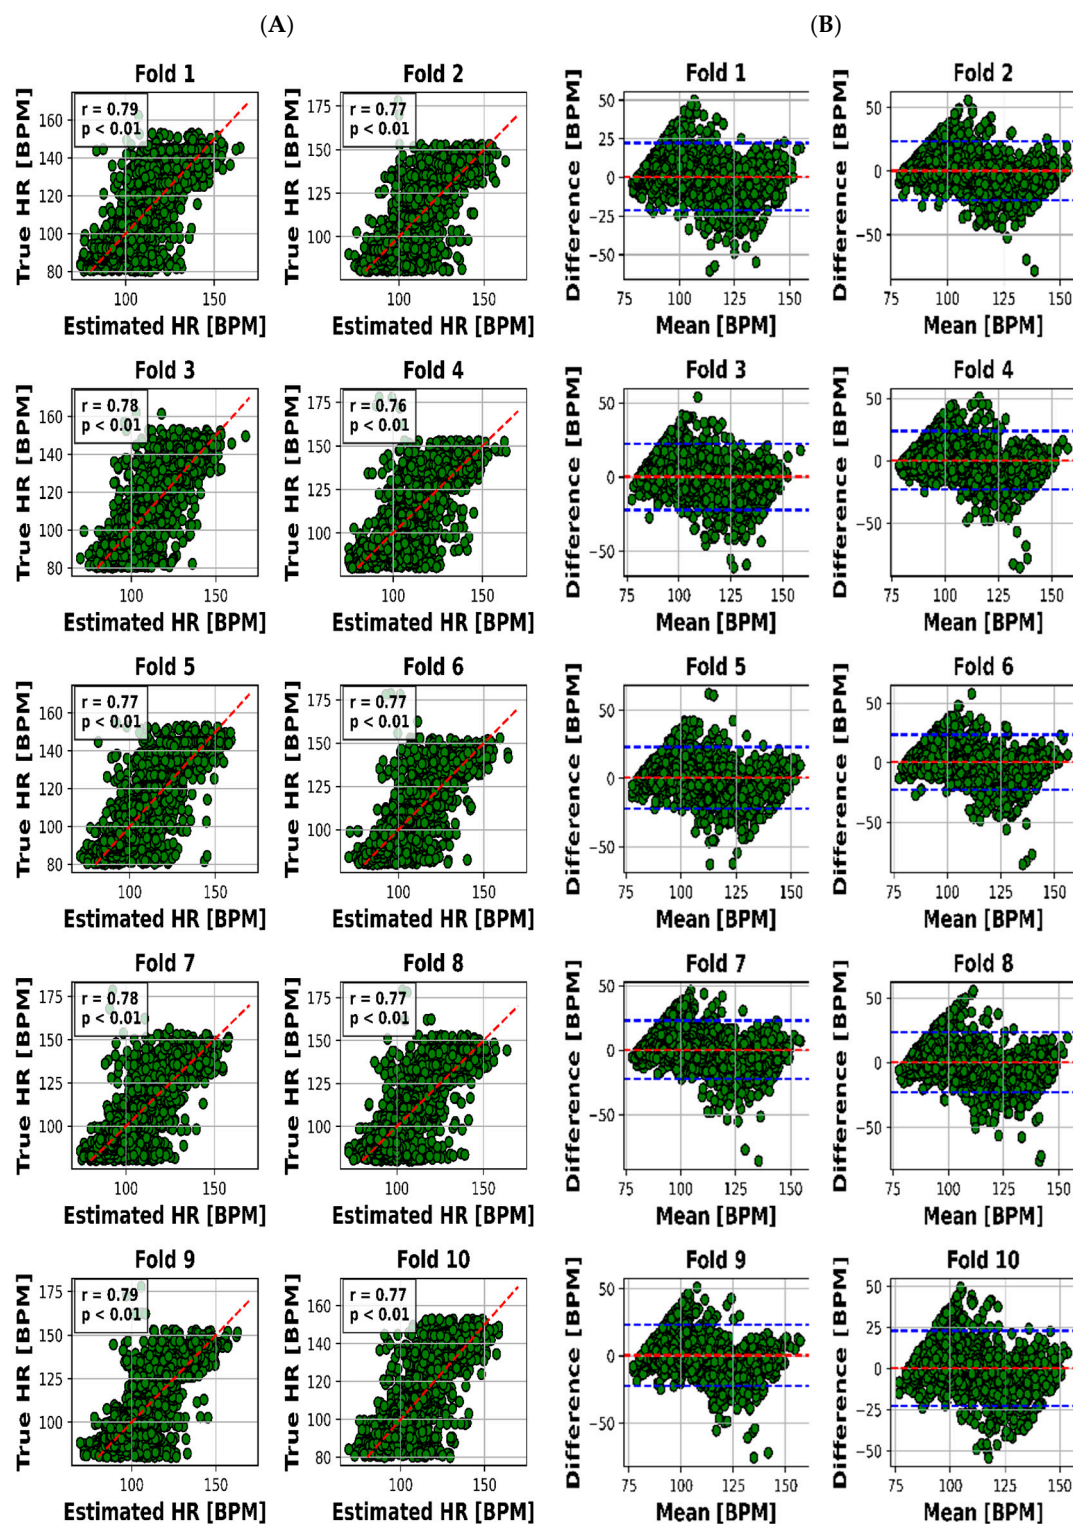 (A)
(B)
Fold 1
True HR [BPM]
160
140
120
100
80
r = 0.79
p < 0.01
100
150
Estimated HR [BPM]
Fold 2
True HR [BPM]
175
150
125
100
r = 0.77
p < 0.01
100
150
Estimated HR [BPM]
Fold 1
Difference [BPM]
50
25
0
−25
−50
75
100
125
150
Mean [BPM]
Fold 2
Difference [BPM]
50
0
−50
75
100
125
150
Mean [BPM]
Fold 3
True HR [BPM]
160
140
120
100
80
r = 0.78
p < 0.01
100
150
Estimated HR [BPM]
Fold 4
True HR [BPM]
175
150
125
100
r = 0.76
p < 0.01
100
150
Estimated HR [BPM]
Fold 3
Difference [BPM]
50
0
−50
75
100
125
150
Mean [BPM]
Fold 4
Difference [BPM]
50
0
−50
75
100
125
150
Mean [BPM]
Fold 5
True HR [BPM]
160
140
120
100
80
r = 0.77
p < 0.01
100
150
Estimated HR [BPM]
Fold 6
True HR [BPM]
175
150
125
100
r = 0.77
p < 0.01
100
150
Estimated HR [BPM]
Fold 5
Difference [BPM]
50
0
−50
75
100
125
150
Mean [BPM]
Fold 6
Difference [BPM]
50
0
−50
75
100
125
150
Mean [BPM]
Fold 7
True HR [BPM]
175
150
125
100
r = 0.78
p < 0.01
100
150
Estimated HR [BPM]
Fold 8
True HR [BPM]
175
150
125
100
r = 0.77
p < 0.01
100
150
Estimated HR [BPM]
Fold 7
Difference [BPM]
50
0
−50
75
100
125
150
Mean [BPM]
Fold 8
Difference [BPM]
50
0
−50
75
100
125
150
Mean [BPM]
Fold 9
True HR [BPM]
175
150
125
100
r = 0.79
p < 0.01
100
150
Estimated HR [BPM]
Fold 10
True HR [BPM]
160
140
120
100
80
r = 0.77
p < 0.01
100
150
Estimated HR [BPM]
Fold 9
Difference [BPM]
50
0
−50
75
100
125
150
Mean [BPM]
Fold 10
Difference [BPM]
50
25
0
−25
−50
75
100
125
150
Mean [BPM]